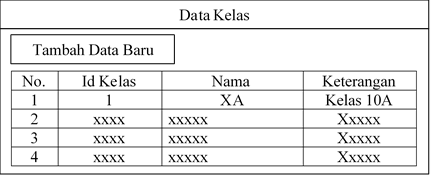 Data Kelas
Tambah Data Baru
No. Id Kelas Nama Keterangan
1 1 XA Kelas 10A
2 xxxx xxxxx Xxxxx
3 xxxx xxxxx Xxxxx
4 xxxx xxxxx Xxxxx